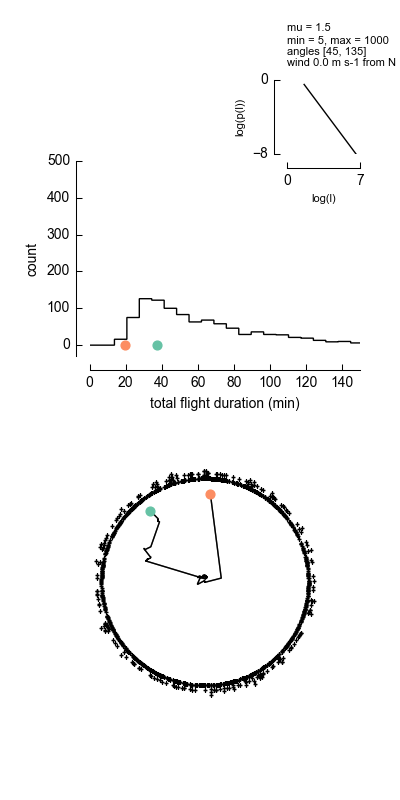 mu = 1.5
min = 5, max = 1000
angles [45, 135]
wind 0.0 m s-1 from N
0
log(p(l))
−8
0 7
log(l)
500
400
300
count
200
100
0
0 20 40 60 80 100 120 140
total flight duration (min)